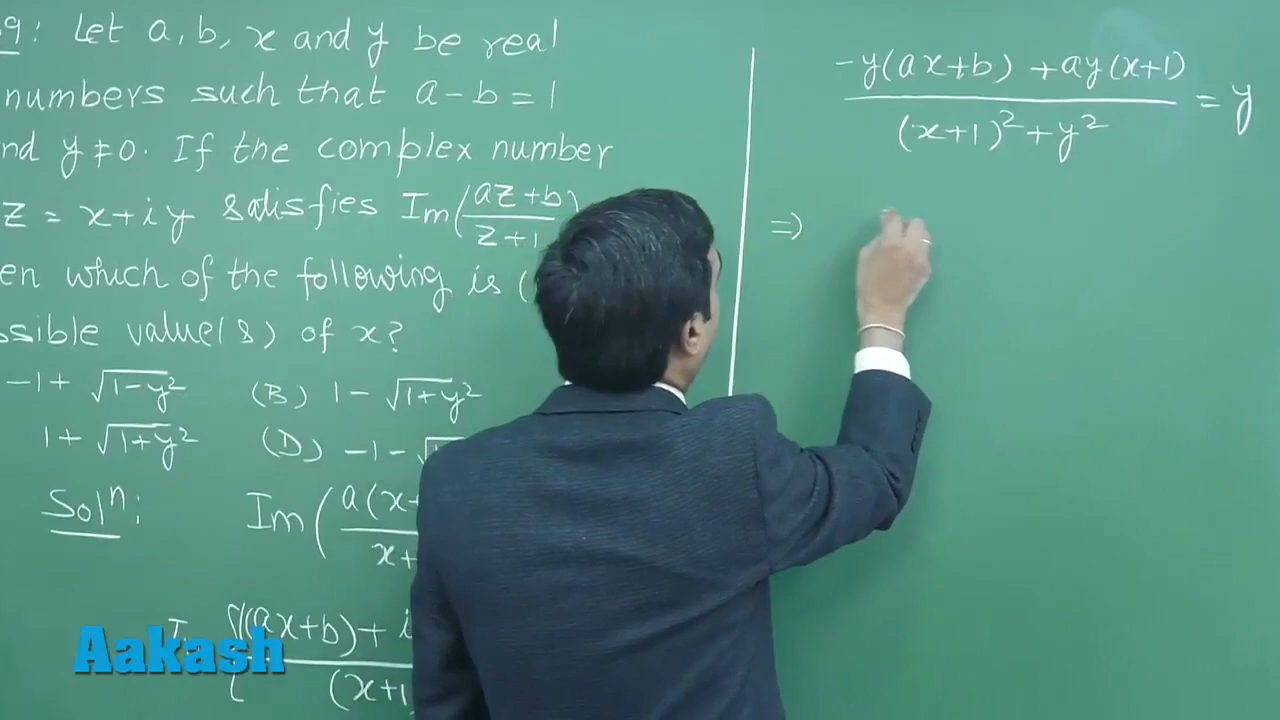 9: Let a, b, x and y be real
numbers such that a - b = 1
nd y ≠ 0. If the complex number
z = x + iy satisfies Im(az+b/z+1)
en which of the following is (
ssible value(s) of x?
-1 + √1-y² (B) 1 - √1+y²
1 + √1+y² (D) -1 - √1
Solⁿ: Im(a(x+/x+
((ax+b) + i/(x+1
Aakash
-y(ax+b) + ay(x+1)/(x+1)² + y² = y
⇒